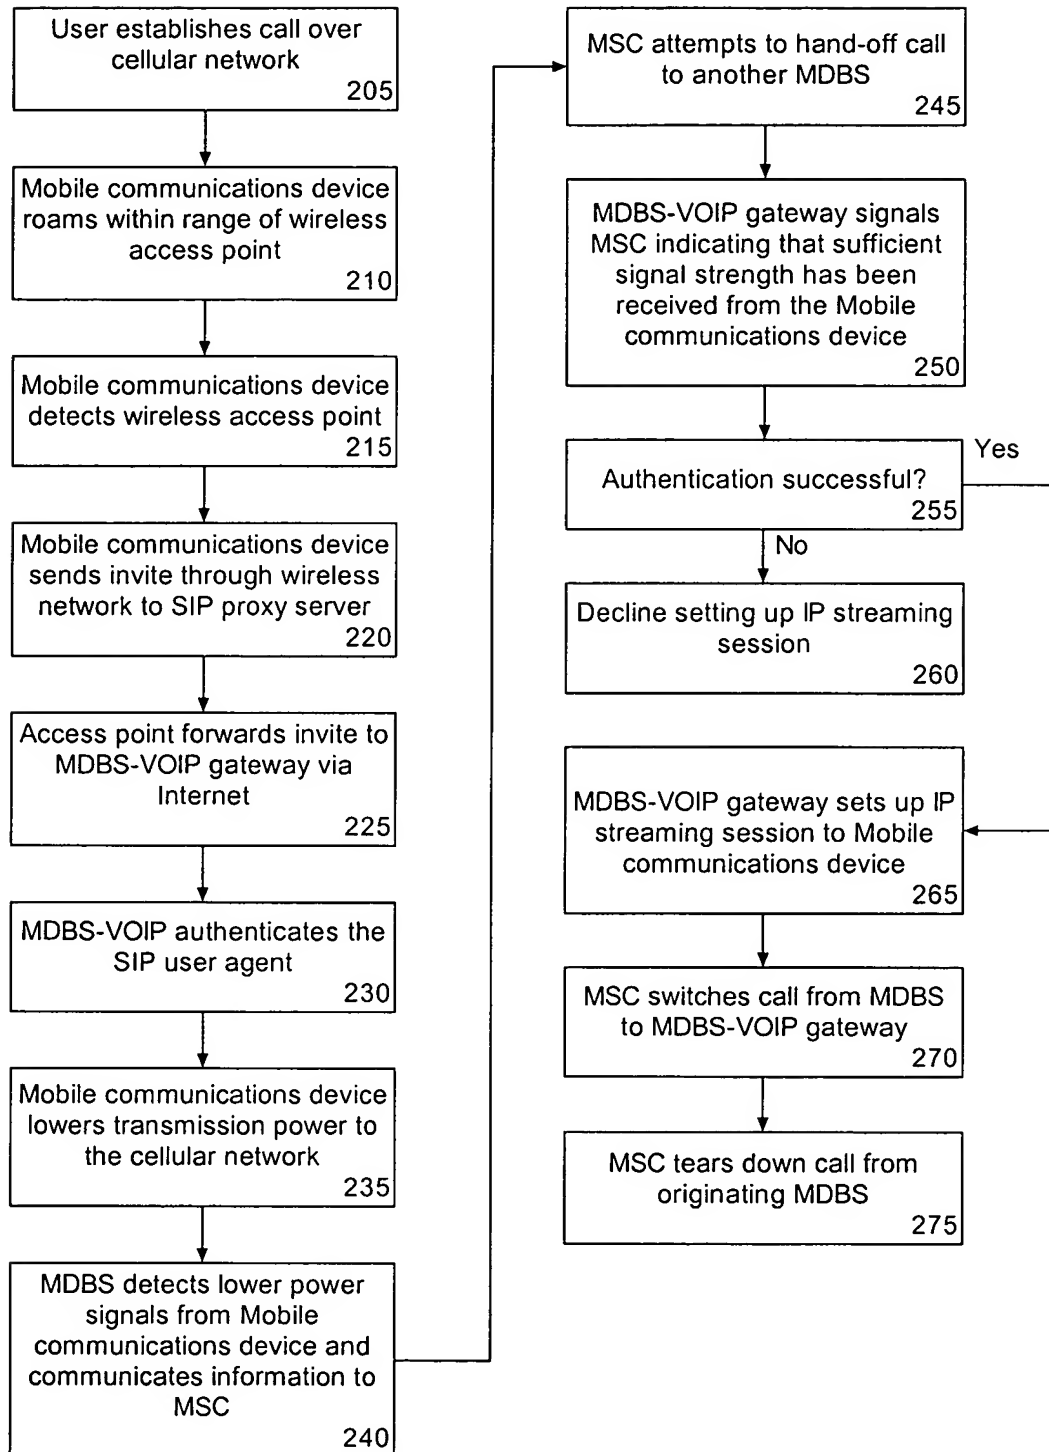 User establishes call over
cellular network
205
Mobile communications device
roams within range of wireless
access point
210
Mobile communications device
detects wireless access point
215
Mobile communications device
sends invite through wireless
network to SIP proxy server
220
Access point forwards invite to
MDBS-VOIP gateway via
Internet
225
MDBS-VOIP authenticates the
SIP user agent
230
Mobile communications device
lowers transmission power to
the cellular network
235
MDBS detects lower power
signals from Mobile
communications device and
communicates information to
MSC
240
MSC attempts to hand-off call
to another MDBS
245
MDBS-VOIP gateway signals
MSC indicating that sufficient
signal strength has been
received from the Mobile
communications device
250
Authentication successful?
255
Yes
No
Decline setting up IP streaming
session
260
MDBS-VOIP gateway sets up IP
streaming session to Mobile
communications device
265
MSC switches call from MDBS
to MDBS-VOIP gateway
270
MSC tears down call from
originating MDBS
275